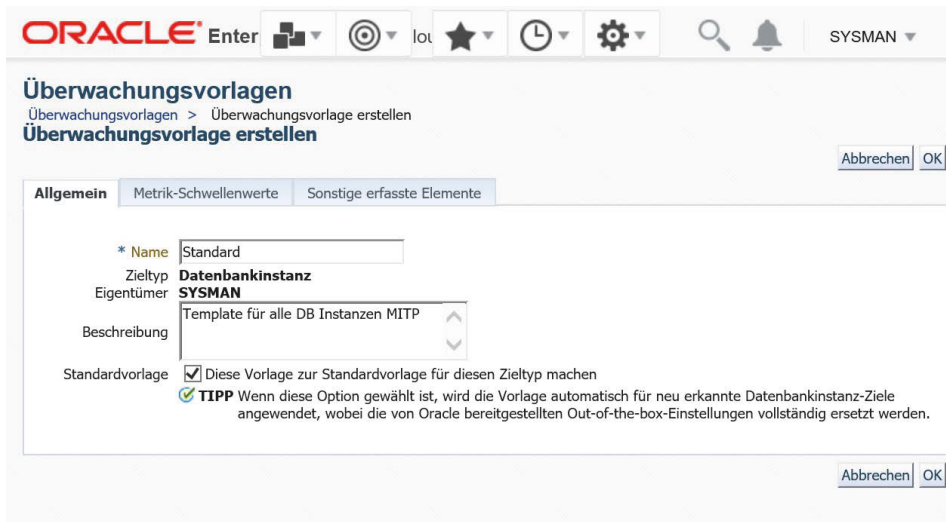 ORACLE Enter lou SYSMAN
Überwachungsvorlagen
Überwachungsvorlagen > Überwachungsvorlage erstellen
Überwachungsvorlage erstellen
Abbrechen OK
Allgemein Metrik-Schwellenwerte Sonstige erfasste Elemente
* Name Standard
Zieltyp Datenbankinstanz
Eigentümer SYSMAN
Beschreibung Template für alle DB Instanzen MITP
Standardvorlage Diese Vorlage zur Standardvorlage für diesen Zieltyp machen
TIPP Wenn diese Option gewählt ist, wird die Vorlage automatisch für neu erkannte Datenbankinstanz-Ziele
angewendet, wobei die von Oracle bereitgestellten Out-of-the-box-Einstellungen vollständig ersetzt werden.
Abbrechen OK